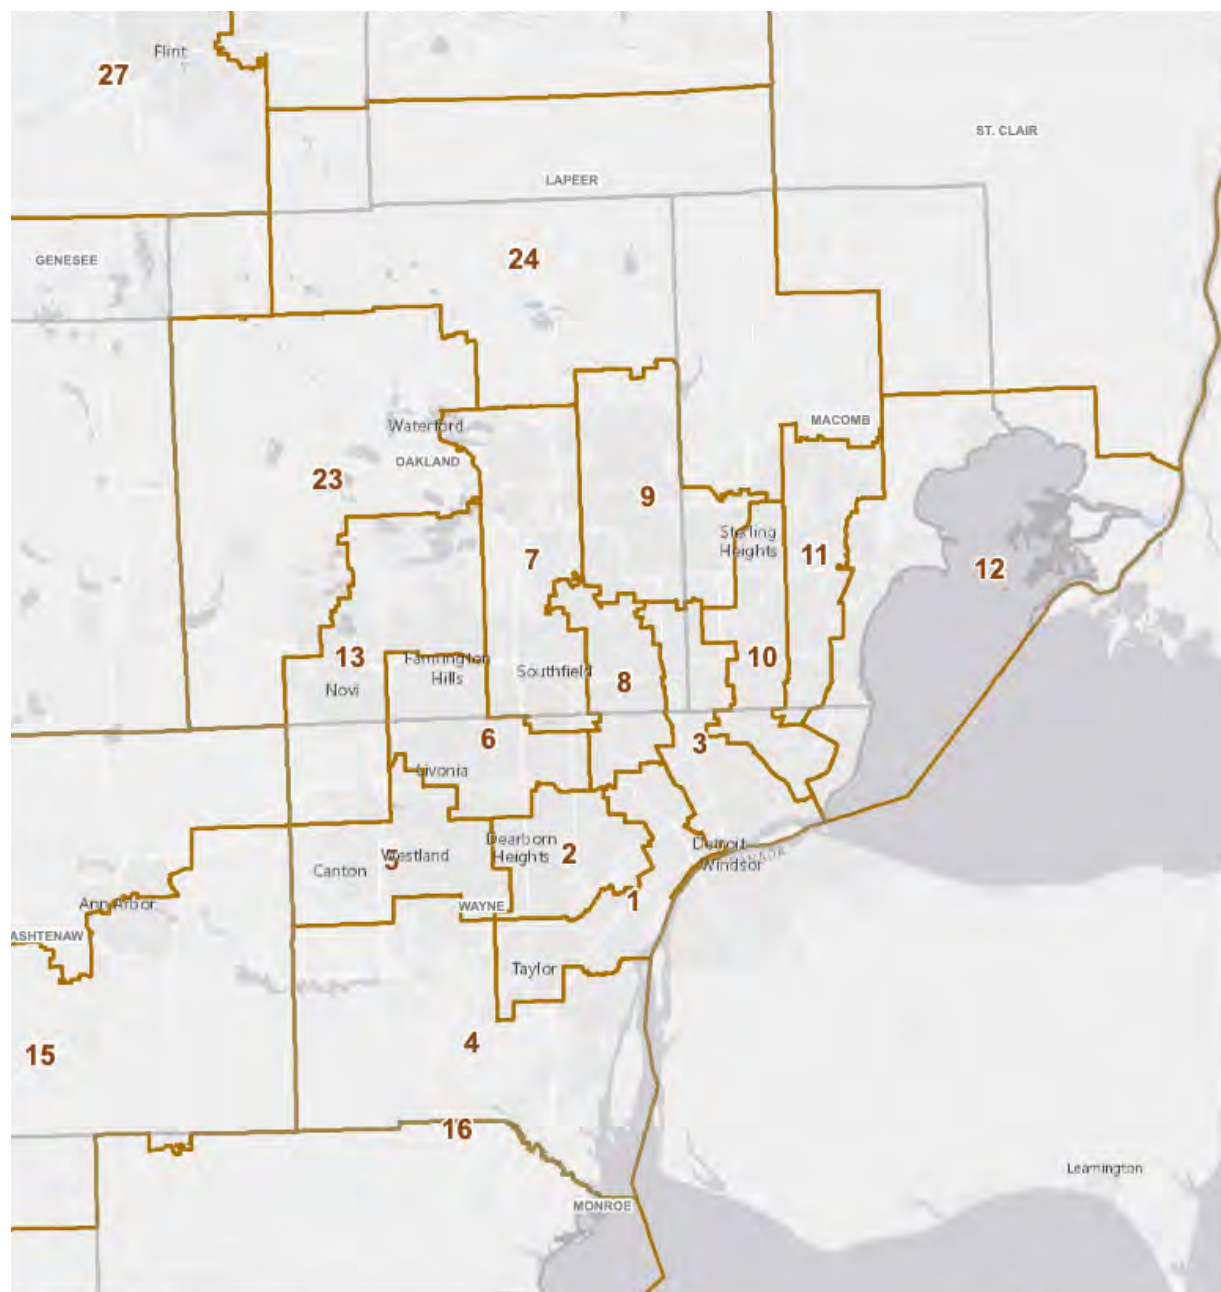 Flint
27
ST. CLAIR
LAPEER
24
GENESEE
MACOMB
Waterford
OAKLAND
23
9
Sterling
Heights
7
11
12
13
Farmington
Hills
Southfield
10
Novi
8
6
3
Livonia
Dearborn
Heights
2
Detroit
Windsor
Westland
5
Canton
1
WAYNE
Ann Arbor
ASHTENAW
Taylor
4
15
16
Leamington
MONROE